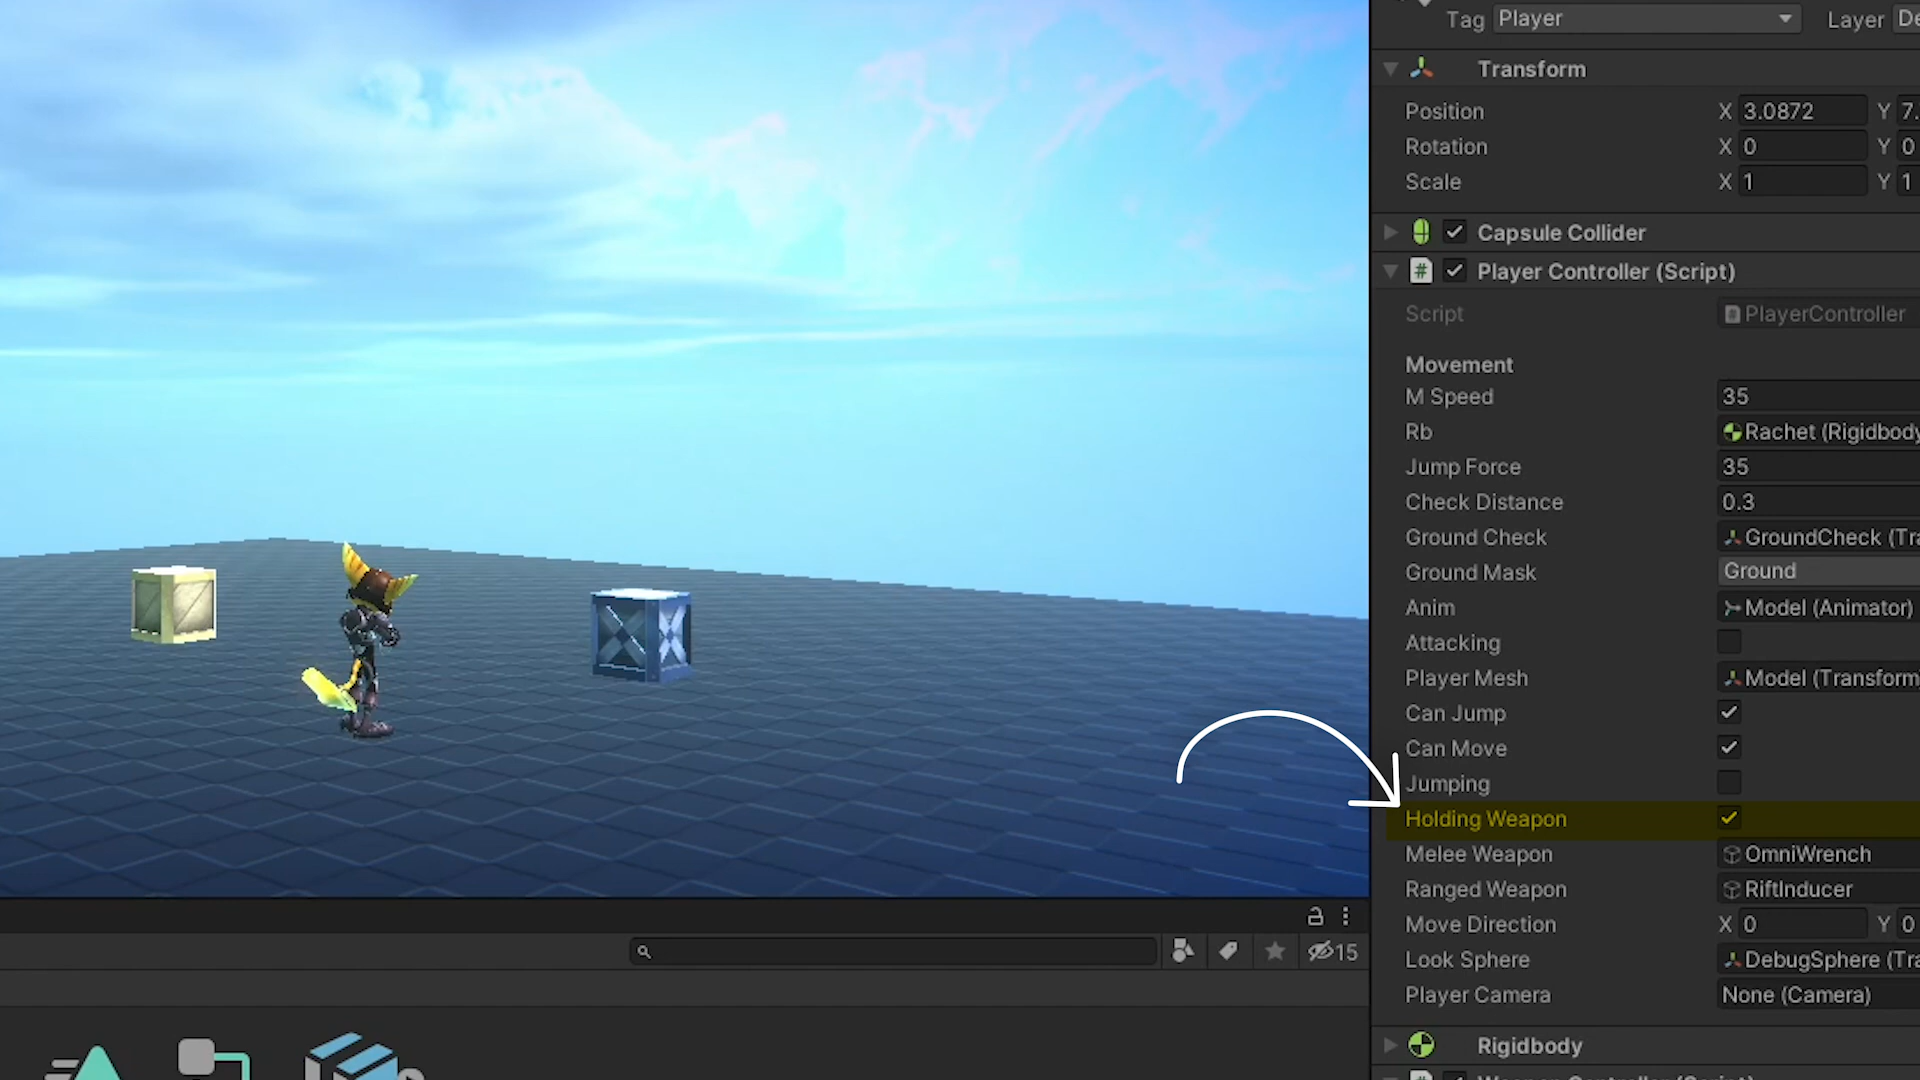 Tag Player Layer De
Transform
Position X 3.0872 Y 7.
Rotation X 0 Y 0
Scale X 1 Y 1
Capsule Collider
# Player Controller (Script)
Script # PlayerController
Movement
M Speed 35
Rb Rachet (Rigidbody
Jump Force 35
Check Distance 0.3
Ground Check GroundCheck (Tra
Ground Mask Ground
Anim Model (Animator)
Attacking
Player Mesh Model (Transform
Can Jump
Can Move
Jumping
Holding Weapon
Melee Weapon OmniWrench
Ranged Weapon RiftInducer
Move Direction X 0 Y 0
Look Sphere DebugSphere (Tra
Player Camera None (Camera)
15
Rigidbody